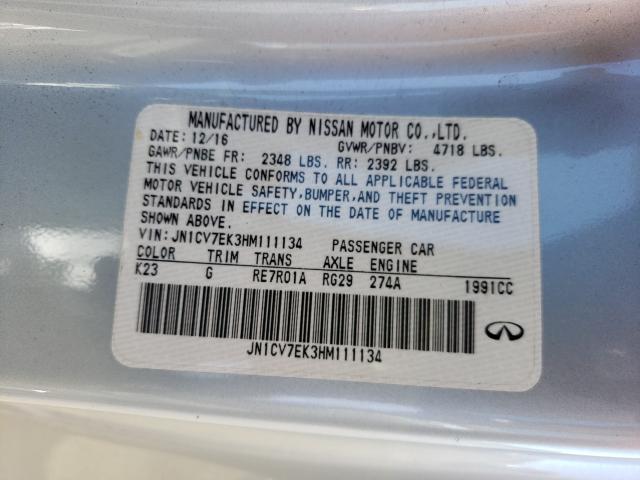 MANUFACTURED BY NISSAN MOTOR CO.,LTD.
DATE: 12/16 GVWR/PNBV: 4718 LBS.
GAWR/PNBE FR: 2348 LBS. RR: 2392 LBS.
THIS VEHICLE CONFORMS TO ALL APPLICABLE FEDERAL
MOTOR VEHICLE SAFETY,BUMPER,AND THEFT PREVENTION
STANDARDS IN EFFECT ON THE DATE OF MANUFACTURE
SHOWN ABOVE.
VIN: JN1CV7EK3HM111134 PASSENGER CAR
COLOR TRIM TRANS AXLE ENGINE
K23 G RE7R01A RG29 274A 1991CC
JN1CV7EK3HM111134